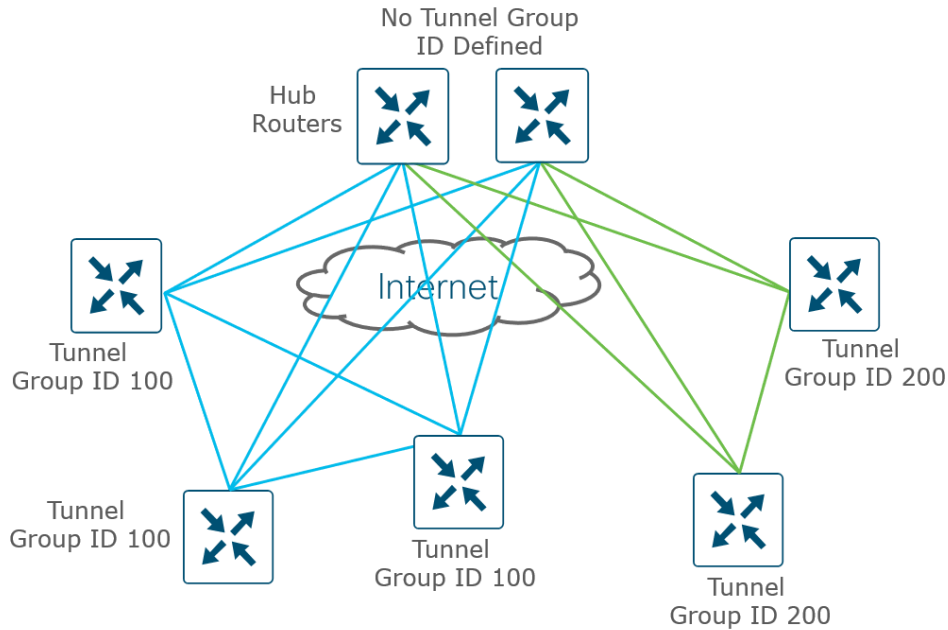 No Tunnel Group
ID Defined
Hub
Routers
Internet
Tunnel
Group ID 100
Tunnel
Group ID 200
Tunnel
Group ID 100
Tunnel
Group ID 100
Tunnel
Group ID 200